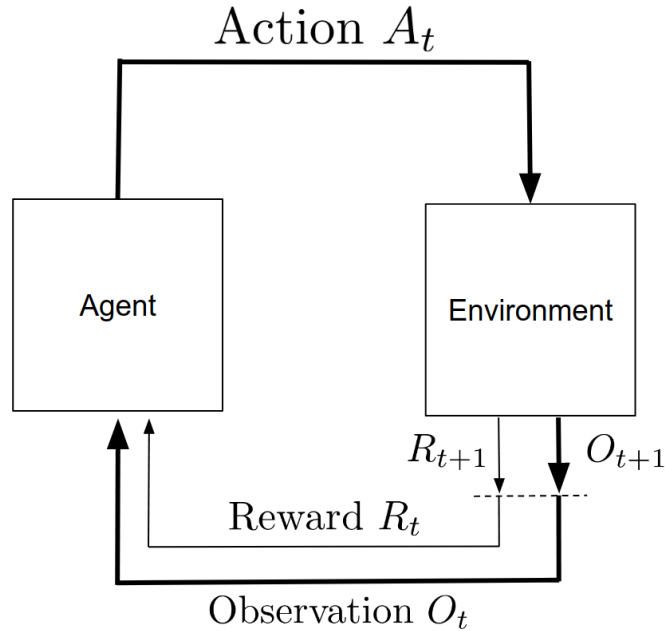 Action A_t
Agent
Environment
R_{t+1}
O_{t+1}
Reward R_t
Observation O_t